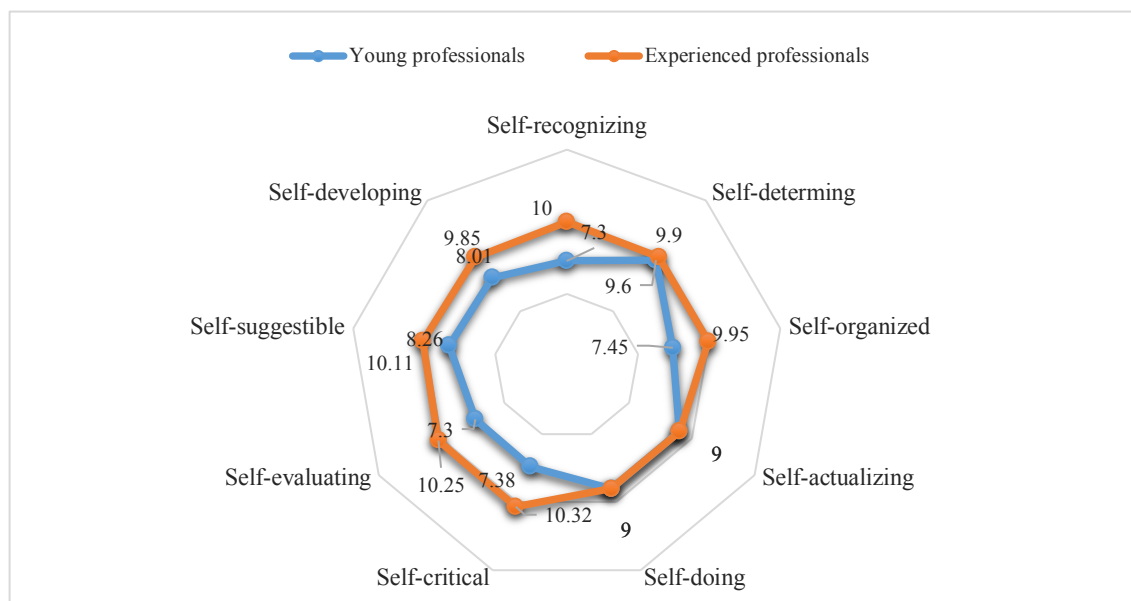 Young professionals Experienced professionals
Self-recognizing
Self-developing Self-determing
10 7.3 9.9
9.85
8.01
9.6
Self-suggestible Self-organized
8.26 7.45 9.95
10.11
7.3 9
Self-evaluating Self-actualizing
10.25 7.38
10.32 9
Self-critical Self-doing